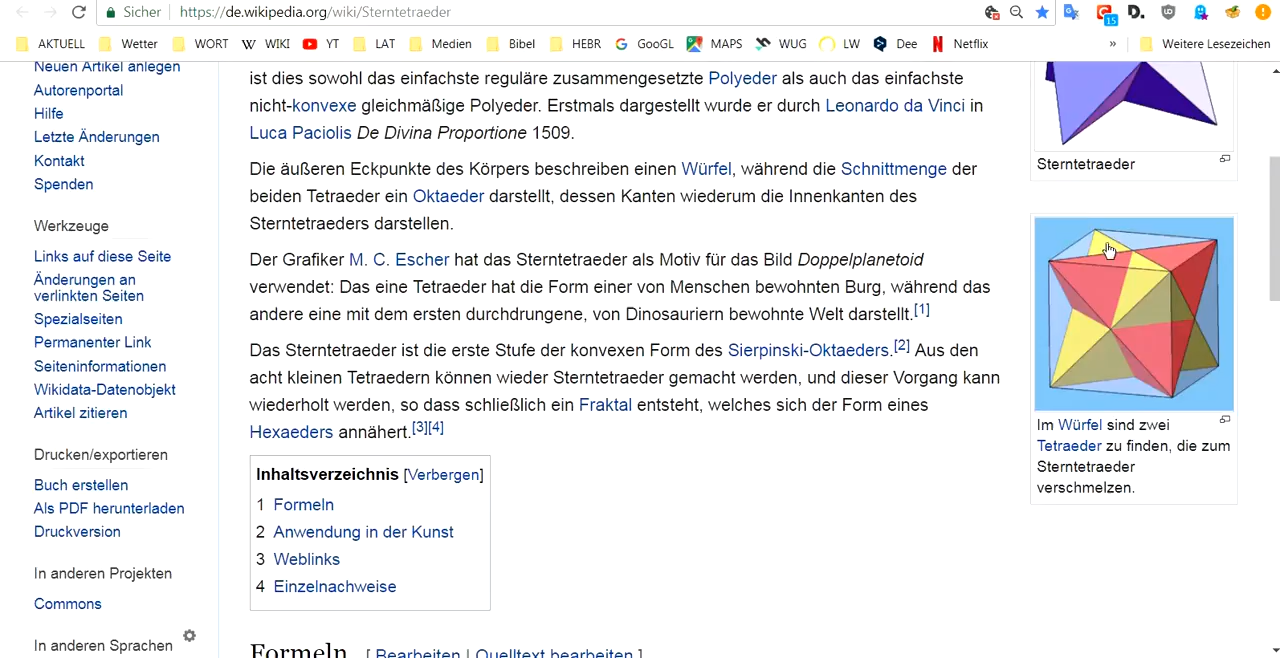 Sicher https://de.wikipedia.org/wiki/Sterntetraeder
15
AKTUELL Wetter WORT WIKI YT LAT Medien Bibel HEBR GooGL MAPS WUG LW Dee Netflix » Weitere Lesezeichen
Neuen Artikel anlegen
Autorenportal
Hilfe
Letzte Änderungen
Kontakt
Spenden
Werkzeuge
Links auf diese Seite
Änderungen an
verlinkten Seiten
Spezialseiten
Permanenter Link
Seiteninformationen
Wikidata-Datenobjekt
Artikel zitieren
Drucken/exportieren
Buch erstellen
Als PDF herunterladen
Druckversion
In anderen Projekten
Commons
In anderen Sprachen
ist dies sowohl das einfachste reguläre zusammengesetzte Polyeder als auch das einfachste
nicht-konvexe gleichmäßige Polyeder. Erstmals dargestellt wurde er durch Leonardo da Vinci in
Luca Paciolis De Divina Proportione 1509.
Die äußeren Eckpunkte des Körpers beschreiben einen Würfel, während die Schnittmenge der
beiden Tetraeder ein Oktaeder darstellt, dessen Kanten wiederum die Innenkanten des
Sterntetraeders darstellen.
Der Grafiker M. C. Escher hat das Sterntetraeder als Motiv für das Bild Doppelplanetoid
verwendet: Das eine Tetraeder hat die Form einer von Menschen bewohnten Burg, während das
andere eine mit dem ersten durchdrungene, von Dinosauriern bewohnte Welt darstellt.[1]
Das Sterntetraeder ist die erste Stufe der konvexen Form des Sierpinski-Oktaeders.[2] Aus den
acht kleinen Tetraedern können wieder Sterntetraeder gemacht werden, und dieser Vorgang kann
wiederholt werden, so dass schließlich ein Fraktal entsteht, welches sich der Form eines
Hexaeders annähert.[3][4]
Inhaltsverzeichnis [Verbergen]
1 Formeln
2 Anwendung in der Kunst
3 Weblinks
4 Einzelnachweise
Formeln [ Bearbeiten | Quelltext bearbeiten ]
Sterntetraeder
Im Würfel sind zwei
Tetraeder zu finden, die zum
Sterntetraeder
verschmelzen.